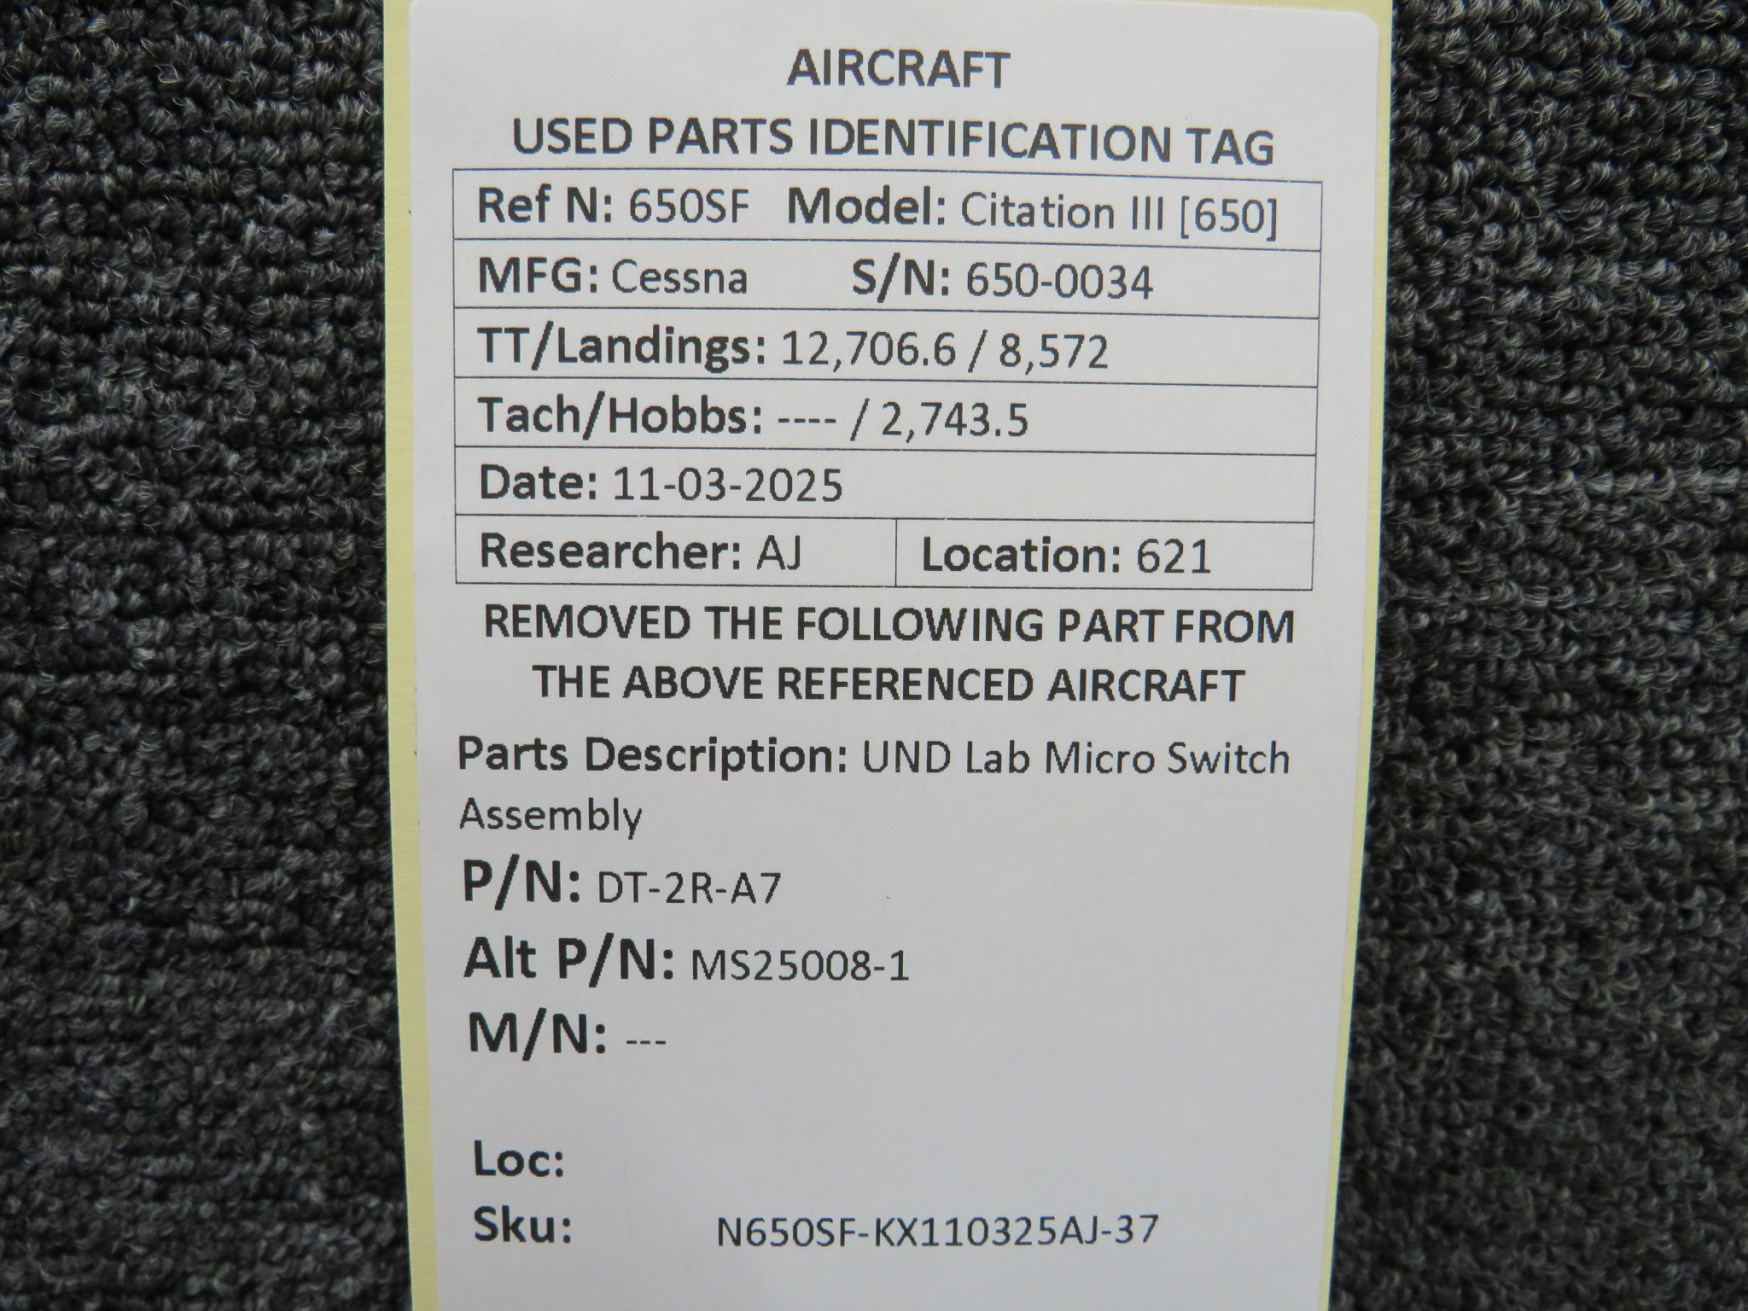 AIRCRAFT
USED PARTS IDENTIFICATION TAG
Ref N: 650SF Model: Citation III [650]
MFG: Cessna S/N: 650-0034
TT/Landings: 12,706.6 / 8,572
Tach/Hobbs: ---- / 2,743.5
Date: 11-03-2025
Researcher: AJ Location: 621
REMOVED THE FOLLOWING PART FROM
THE ABOVE REFERENCED AIRCRAFT
Parts Description: UND Lab Micro Switch
Assembly
P/N: DT-2R-A7
Alt P/N: MS25008-1
M/N: ---
Loc:
Sku: N650SF-KX110325AJ-37